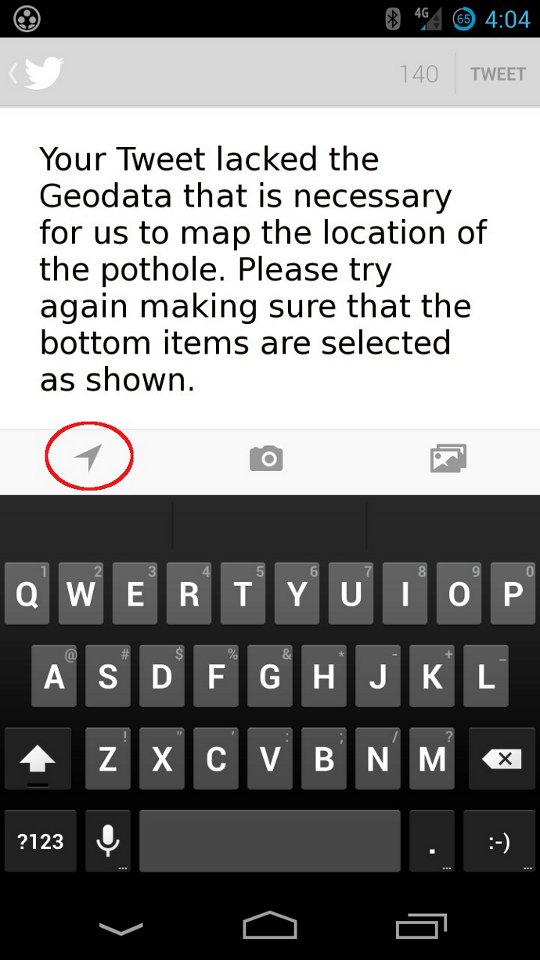 4G 65 4:04
140 TWEET
Your Tweet lacked the
Geodata that is necessary
for us to map the location of
the pothole. Please try
again making sure that the
bottom items are selected
as shown.
1 2 3 4 5 6 7 8 9 0
Q W E R T Y U I O P
@ # $ % & * - + _
A S D F G H J K L
! " ' : ; / ?
Z X C V B N M
?123 ... . ... :-) ...